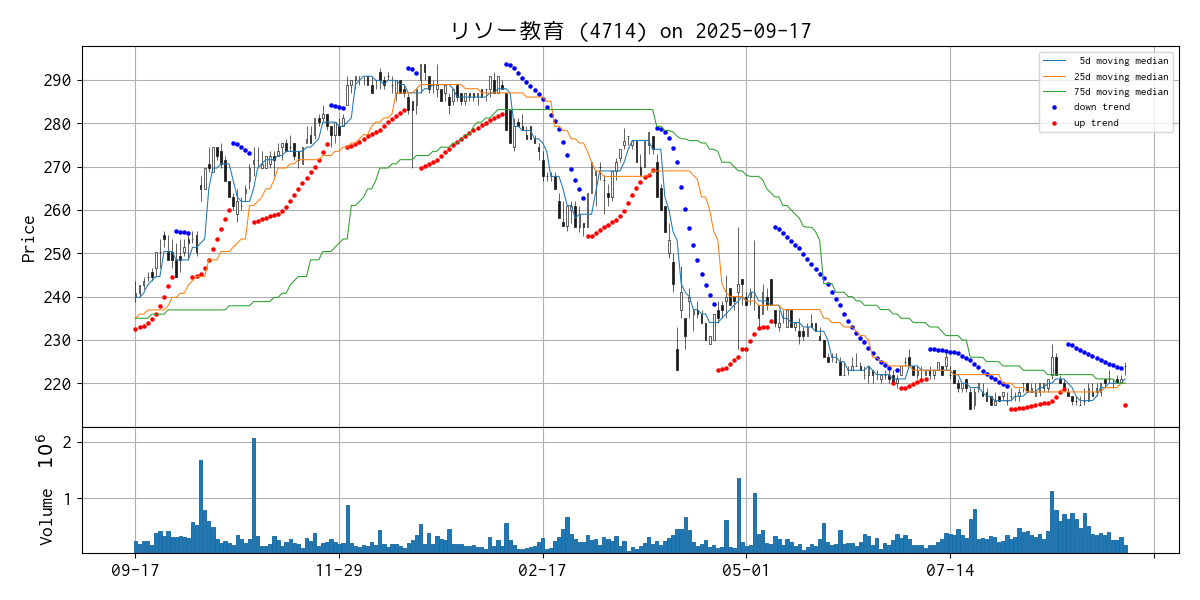 リソー教育 (4714) on 2025-09-17
5d moving median
25d moving median
75d moving median
down trend
up trend
Price
290
280
270
260
250
240
230
220
Volume 10^6
2
1
09-17
11-29
02-17
05-01
07-14